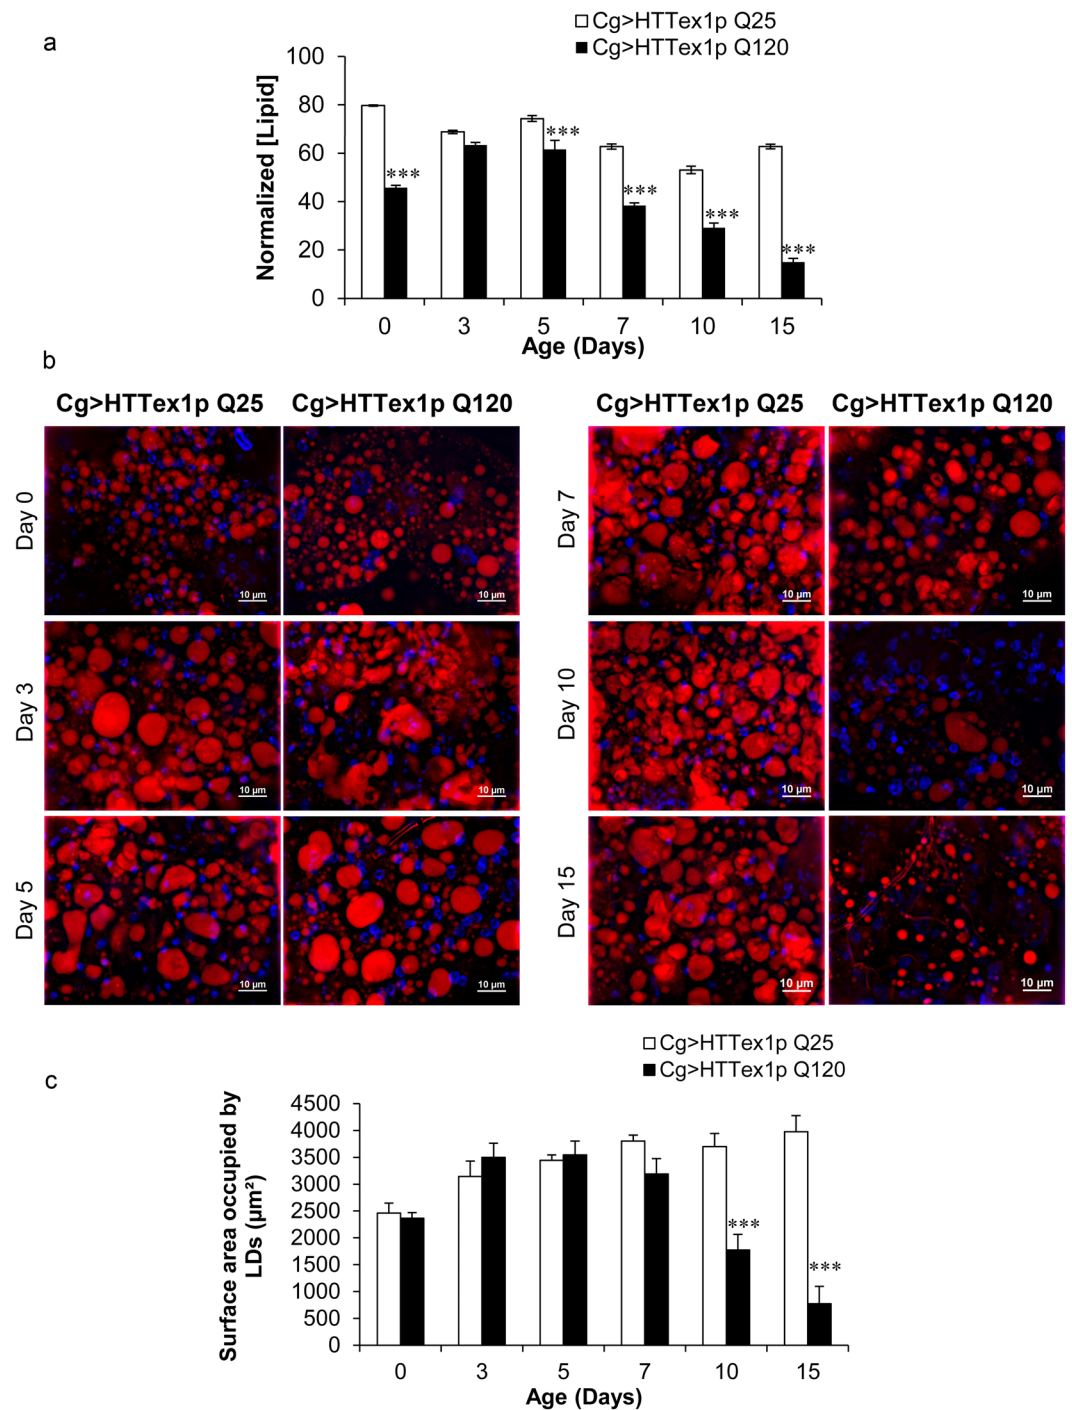 a
Cg>HTTex1p Q25
Cg>HTTex1p Q120
Normalized [Lipid]
100
80
60
40
20
0
***
***
***
***
***
0 3 5 7 10 15
Age (Days)
b
Cg>HTTex1p Q25 Cg>HTTex1p Q120 Cg>HTTex1p Q25 Cg>HTTex1p Q120
Day 0
10 µm
10 µm
Day 7
10 µm
10 µm
Day 3
10 µm
10 µm
Day 10
10 µm
10 µm
Day 5
10 µm
10 µm
Day 15
10 µm
10 µm
c
Cg>HTTex1p Q25
Cg>HTTex1p Q120
Surface area occupied by
LDs (µm²)
4500
4000
3500
3000
2500
2000
1500
1000
500
0
***
***
0 3 5 7 10 15
Age (Days)